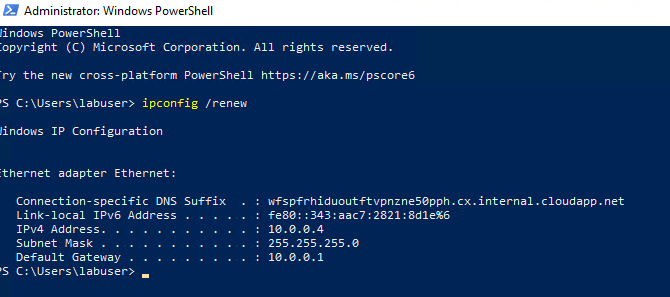 Administrator: Windows PowerShell
Windows PowerShell
Copyright (C) Microsoft Corporation. All rights reserved.
Try the new cross-platform PowerShell https://aka.ms/pscore6
PS C:\Users\labuser> ipconfig /renew
Windows IP Configuration
Ethernet adapter Ethernet:
Connection-specific DNS Suffix  . : wfspfrhiduoutftvpnzne50pph.cx.internal.cloudapp.net
Link-local IPv6 Address . . . . . : fe80::343:aac7:2821:8d1e%6
IPv4 Address. . . . . . . . . . . : 10.0.0.4
Subnet Mask . . . . . . . . . . . : 255.255.255.0
Default Gateway . . . . . . . . . : 10.0.0.1
PS C:\Users\labuser>